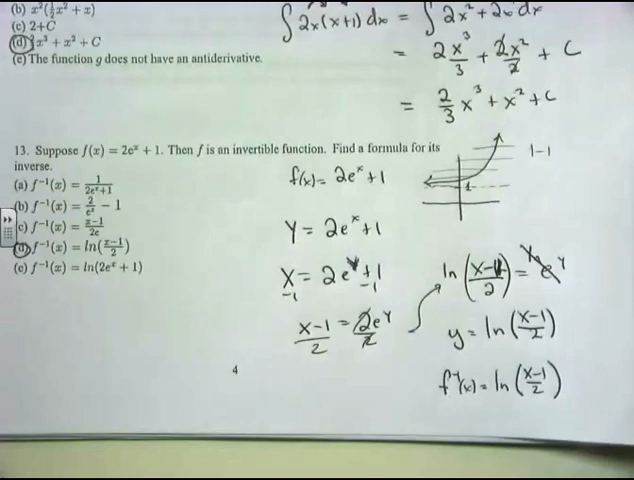 (b) x²(½x² + x)
(c) 2+C
(d) ⅔x³ + x² + C
(e) The function g does not have an antiderivative.
∫ 2x(x+1) dx = ∫ 2x² + 2x dx
= 2x³/3 + 2x²/2 + C
= 2/3 x³ + x² + C
13. Suppose f(x) = 2eˣ + 1. Then f is an invertible function. Find a formula for its
inverse.
(a) f⁻¹(x) = 1/(2eˣ+1)
(b) f⁻¹(x) = 2/eˣ − 1
(c) f⁻¹(x) = (x−1)/2e
(d) f⁻¹(x) = ln((x−1)/2)
(e) f⁻¹(x) = ln(2eˣ + 1)
f(x) = 2eˣ + 1
1
1-1
y = 2eˣ + 1
x = 2eʸ + 1
-1 -1
(x-1)/2 = 2eʸ/2
ln((x-1)/2) = eʸ
y = ln((x-1)/2)
f⁻¹(x) = ln((x-1)/2)
4